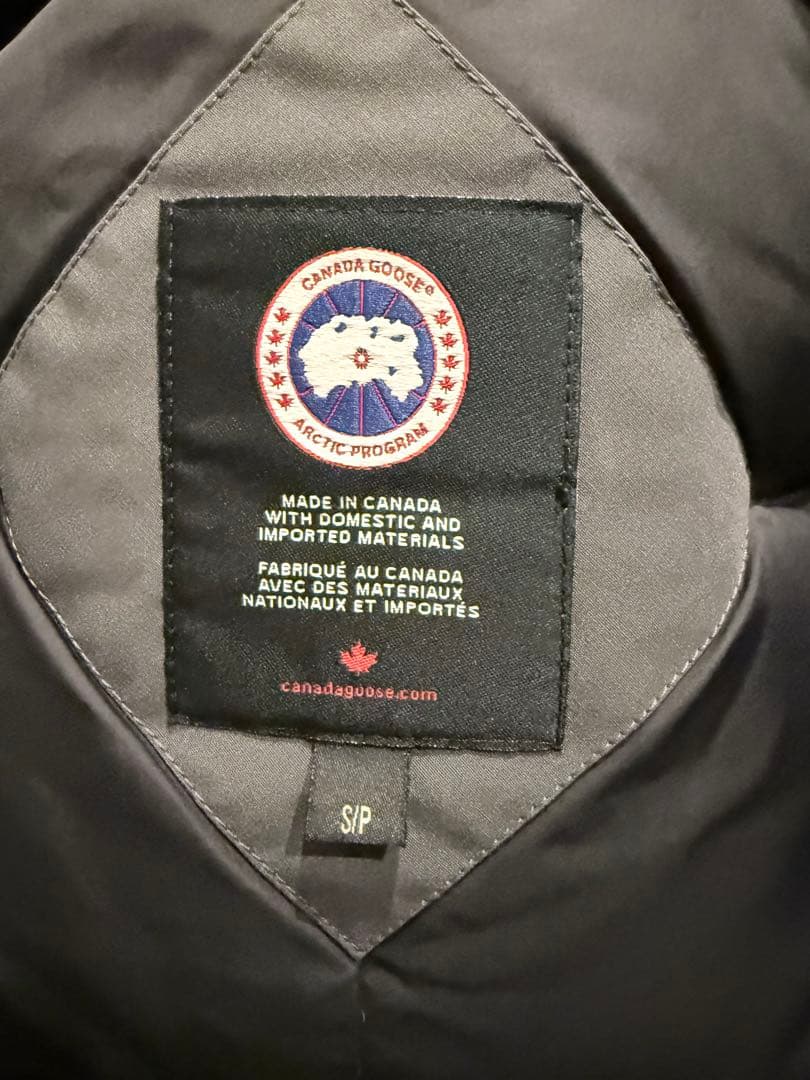 CANADA GOOSE®
ARCTIC PROGRAM
MADE IN CANADA
WITH DOMESTIC AND
IMPORTED MATERIALS
FABRIQUÉ AU CANADA
AVEC DES MATERIAUX
NATIONAUX ET IMPORTÉS
canadagoose.com
S/P